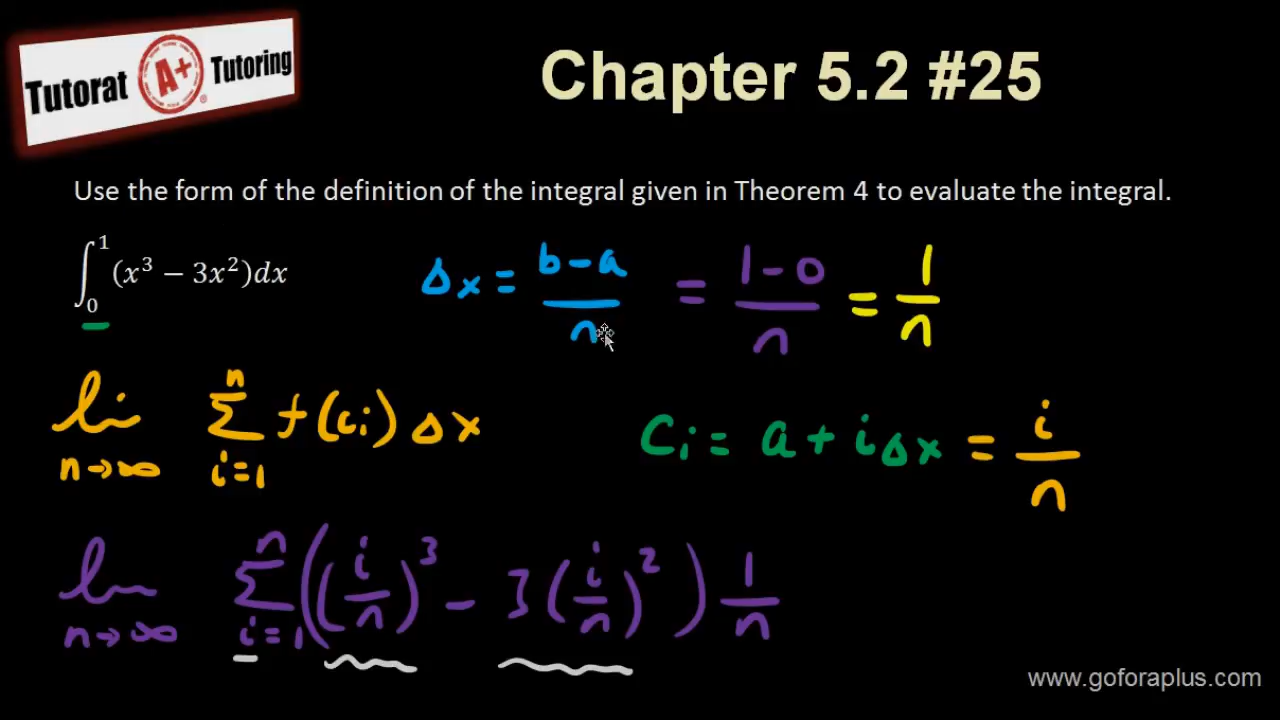 Tutorat A+ Tutoring
Chapter 5.2 #25
Use the form of the definition of the integral given in Theorem 4 to evaluate the integral.
∫₀¹ (x³ − 3x²)dx
Δx = (b−a)/n = (1−0)/n = 1/n
lim n→∞ Σ i=1 n f(ci) Δx
Ci = a + iΔx = i/n
lim n→∞ Σ i=1 n ((i/n)³ − 3(i/n)²) 1/n
www.goforaplus.com